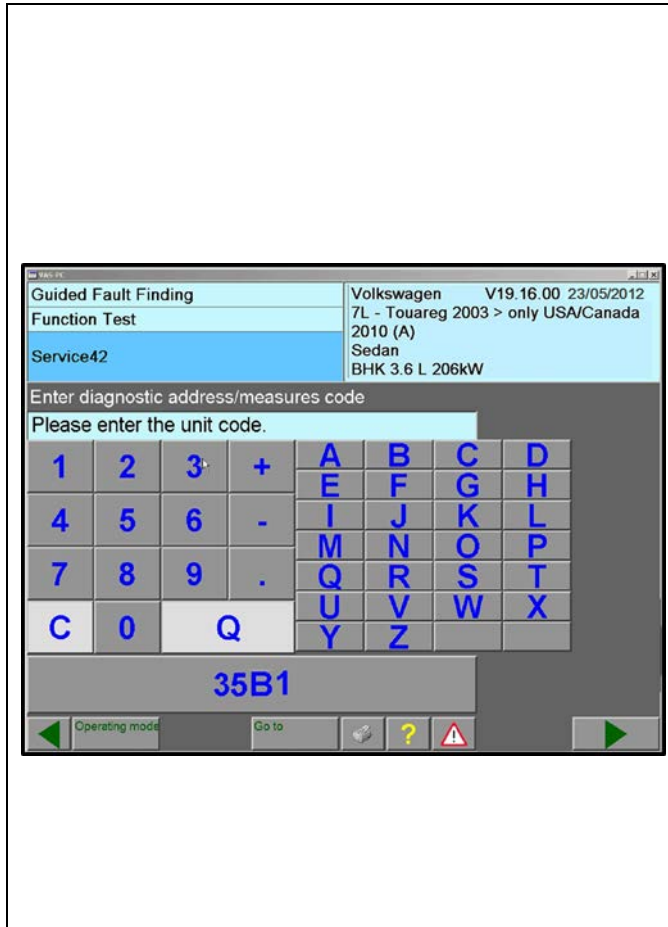 VAS-PC
Guided Fault Finding
Function Test
Service42
Volkswagen V19.16.00 23/05/2012
7L - Touareg 2003 > only USA/Canada
2010 (A)
Sedan
BHK 3.6 L 206kW
Enter diagnostic address/measures code
Please enter the unit code.
1 2 3 + A B C D
E F G H
4 5 6 - I J K L
M N O P
7 8 9 . Q R S T
U V W X
C 0 Q Y Z
35B1
Operating mode Go to ?